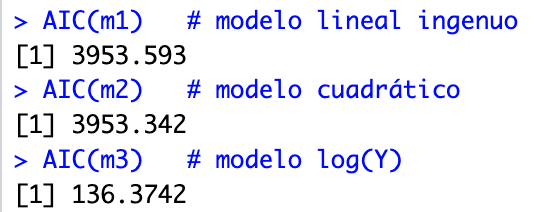 > AIC(m1)   # modelo lineal ingenuo
[1] 3953.593
> AIC(m2)   # modelo cuadrático
[1] 3953.342
> AIC(m3)   # modelo log(Y)
[1] 136.3742